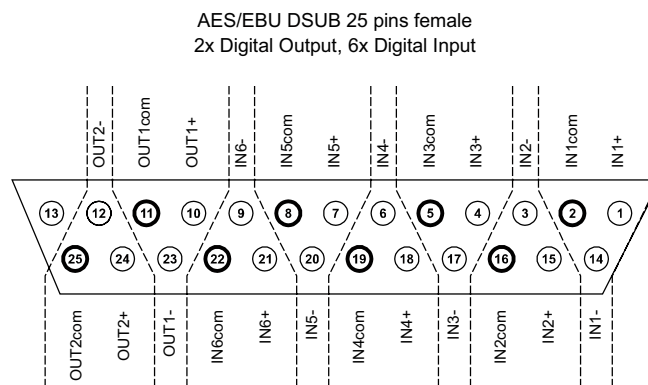 AES/EBU DSUB 25 pins female
2x Digital Output, 6x Digital Input
OUT2-
OUT1com
OUT1+
IN6-
IN5com
IN5+
IN4-
IN3com
IN3+
IN2-
IN1com
IN1+
13 12 11 10 9 8 7 6 5 4 3 2 1
25 24 23 22 21 20 19 18 17 16 15 14
OUT2com
OUT2+
OUT1-
IN6com
IN6+
IN5-
IN4com
IN4+
IN3-
IN2com
IN2+
IN1-